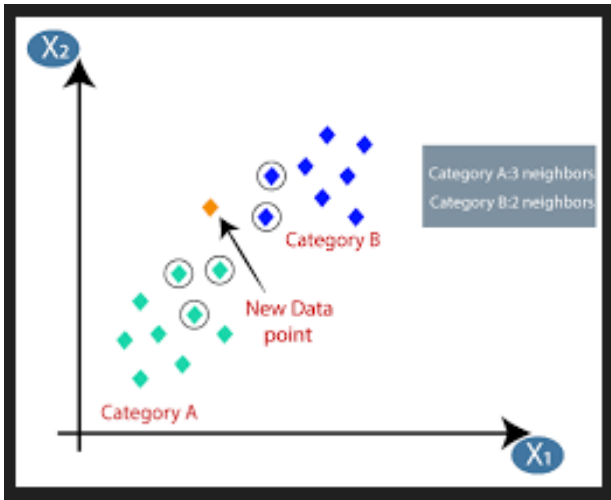 X₂
Category A:3 neighbors
Category B:2 neighbors
Category B
New Data
point
Category A
X₁